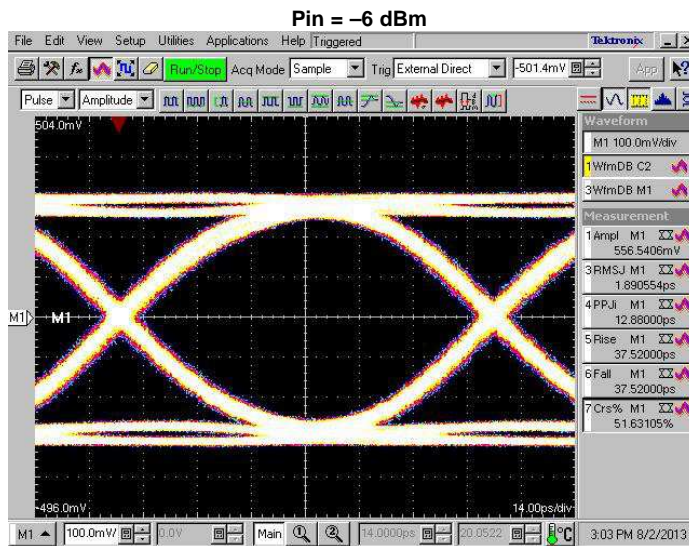 Pin = –6 dBm
File Edit View Setup Utilities Applications Help Triggered Tektronix
Run/Stop Acq Mode Sample Trig External Direct -501.4mV App
Pulse Amplitude
504.0mV
Waveform
M1 100.0mV/div
1 WfmDB C2
3 WfmDB M1
Measurement
1 Ampl M1
556.5406mV
3 RMSJ M1
1.890554ps
4 PPJi M1
12.88000ps
5 Rise M1
37.52000ps
6 Fall M1
37.52000ps
7 Crs% M1
51.63105%
M1 M1
-496.0mV 14.00ps/div
M1 100.0mV/ 0.0V Main 14.0000ps 20.0522 °C 3:03 PM 8/2/2013